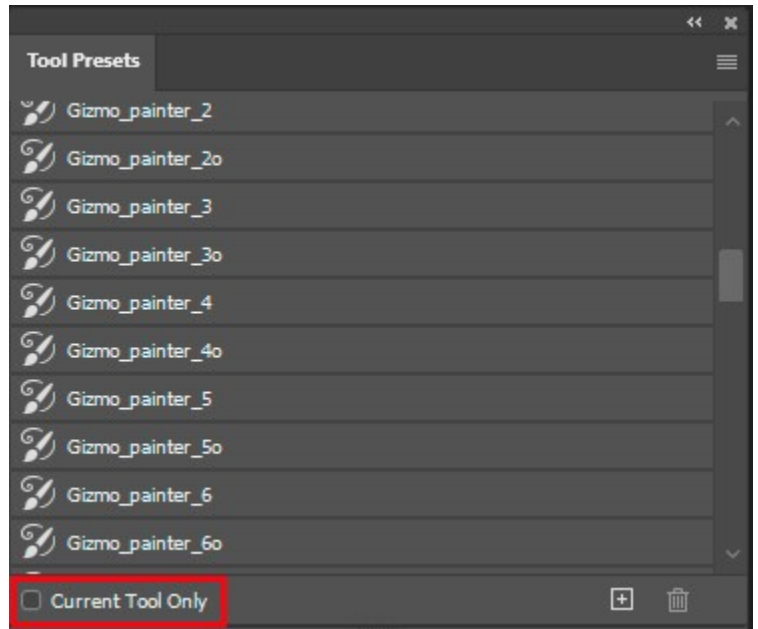 Tool Presets
Gizmo_painter_2
Gizmo_painter_2o
Gizmo_painter_3
Gizmo_painter_3o
Gizmo_painter_4
Gizmo_painter_4o
Gizmo_painter_5
Gizmo_painter_5o
Gizmo_painter_6
Gizmo_painter_6o
Current Tool Only